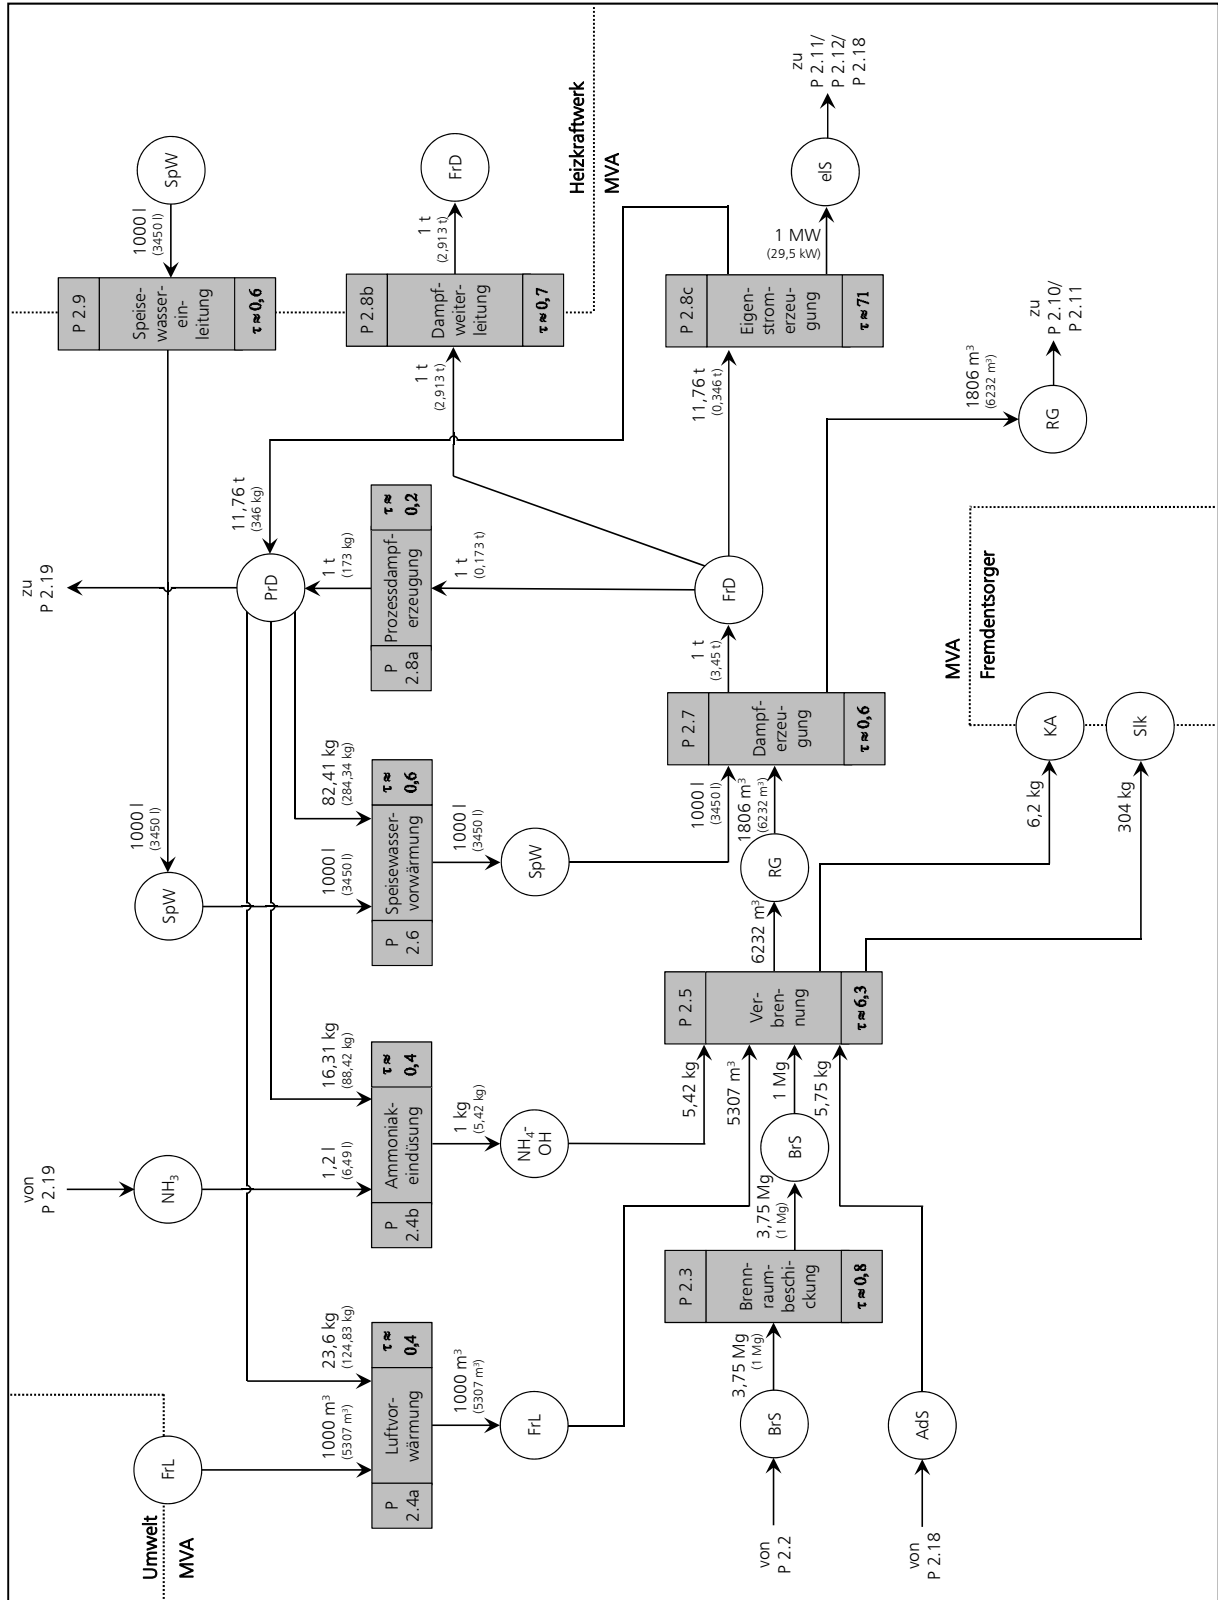 Umwelt
MVA
FrL
1000 m³
(5307 m³)
23,6 kg
(124,83 kg)
P
2.4a
Luftvor-
wärmung
τ ≈
0,4
1000 m³
(5307 m³)
FrL
von
P 2.2
BrS
3,75 Mg
(1 Mg)
P 2.3
Brenn-
raum-
beschi-
ckung
τ ≈ 0,8
3,75 Mg
(1 Mg)
BrS
1 Mg
von
P 2.18
AdS
5,75 kg
von
P 2.19
NH₃
1,2 l
(6,49 l)
16,31 kg
(88,42 kg)
P
2.4b
Ammoniak-
eindüsung
τ ≈
0,4
1 kg
(5,42 kg)
NH₄-
OH
5,42 kg
5307 m³
P 2.5
Ver-
bren-
nung
τ ≈ 6,3
6232 m³
RG
1806 m³
(6232 m³)
6,2 kg
KA
304 kg
Slk
MVA
Fremdentsorger
SpW
1000 l
(3450 l)
1000 l
(3450 l)
82,41 kg
(284,34 kg)
P
2.6
Speisewasser-
vorwärmung
τ ≈
0,6
1000 l
(3450 l)
SpW
1000 l
(3450 l)
P 2.7
Dampf-
erzeu-
gung
τ ≈ 0,6
1 t
(3,45 t)
FrD
1806 m³
(6232 m³)
RG
zu
P 2.10/
P 2.11
zu
P 2.19
PrD
11,76 t
(346 kg)
1 t
(173 kg)
P
2.8a
Prozessdampf-
erzeugung
τ ≈
0,2
1 t
(0,173 t)
1 t
(2,913 t)
11,76 t
(0,346 t)
P 2.9
Speise-
wasser-
ein-
leitung
τ ≈ 0,6
1000 l
(3450 l)
SpW
P 2.8b
Dampf-
weiter-
leitung
τ ≈ 0,7
1 t
(2,913 t)
FrD
Heizkraftwerk
MVA
P 2.8c
Eigen-
strom-
erzeu-
gung
τ ≈ 71
1 MW
(29,5 kW)
elS
zu
P 2.11/
P 2.12/
P 2.18